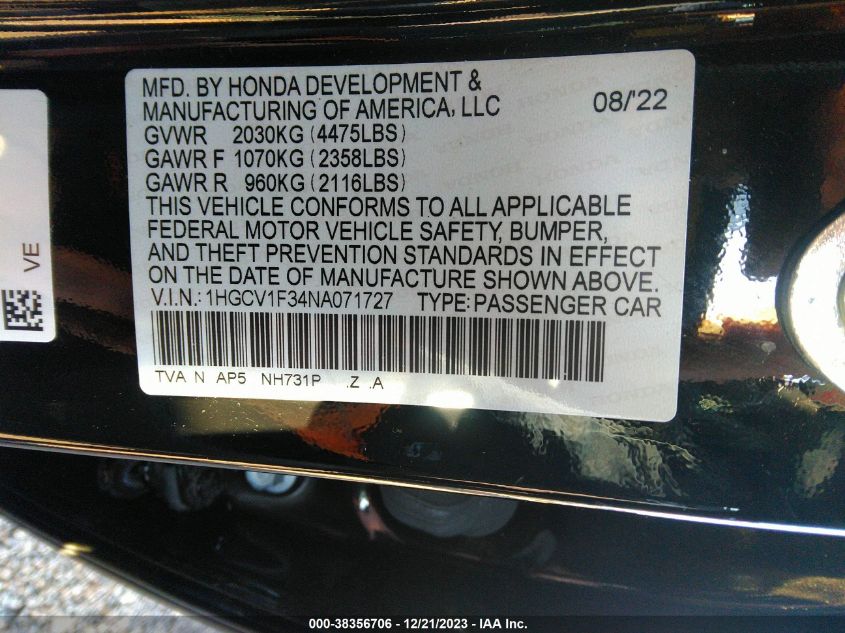 MFD. BY HONDA DEVELOPMENT &
MANUFACTURING OF AMERICA, LLC 08/'22
GVWR 2030KG (4475LBS)
GAWR F 1070KG (2358LBS)
GAWR R 960KG (2116LBS)
THIS VEHICLE CONFORMS TO ALL APPLICABLE
FEDERAL MOTOR VEHICLE SAFETY, BUMPER,
AND THEFT PREVENTION STANDARDS IN EFFECT
ON THE DATE OF MANUFACTURE SHOWN ABOVE.
V.I.N.: 1HGCV1F34NA071727 TYPE: PASSENGER CAR
TVA N AP5 NH731P .Z .A
VE
000-38356706 - 12/21/2023 - IAA Inc.